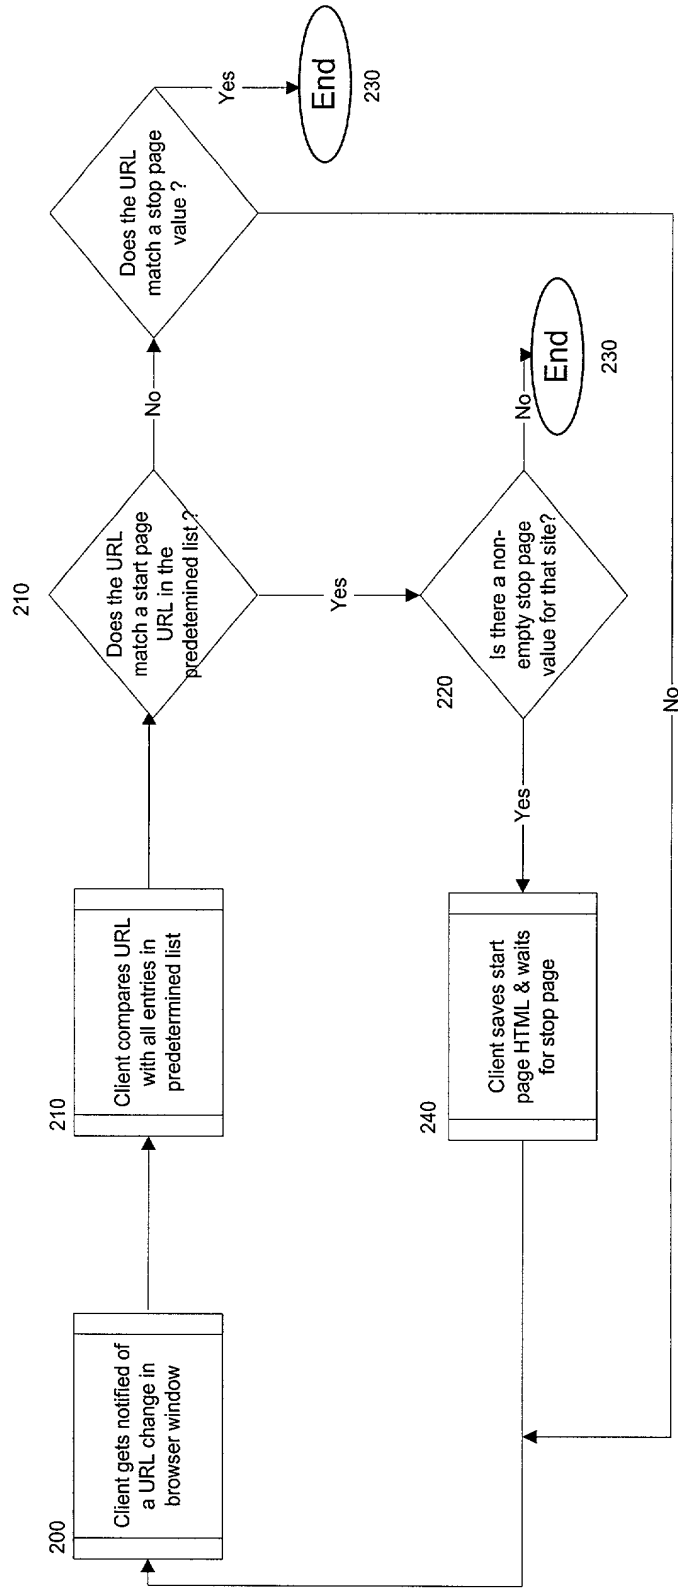 200
Client gets notified of
a URL change in
browser window
210
Client compares URL
with all entries in
predetermined list
210
Does the URL
match a start page
URL in the
predetemined list ?
No
Does the URL
match a stop page
value ?
Yes
End
230
Yes
220
Is there a non-
empty stop page
value for that site?
No
End
230
Yes
240
Client saves start
page HTML & waits
for stop page
No